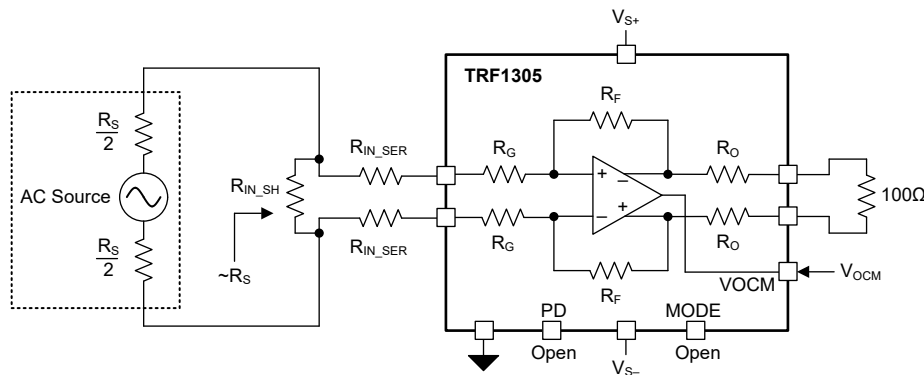 V_S+
TRF1305
R_F
R_S
2
R_IN_SER
R_G
R_O
AC Source
R_IN_SH
100Ω
R_S
2
R_IN_SER
R_G
R_O
~R_S
R_F
VOCM
V_OCM
PD
MODE
Open
Open
V_S–